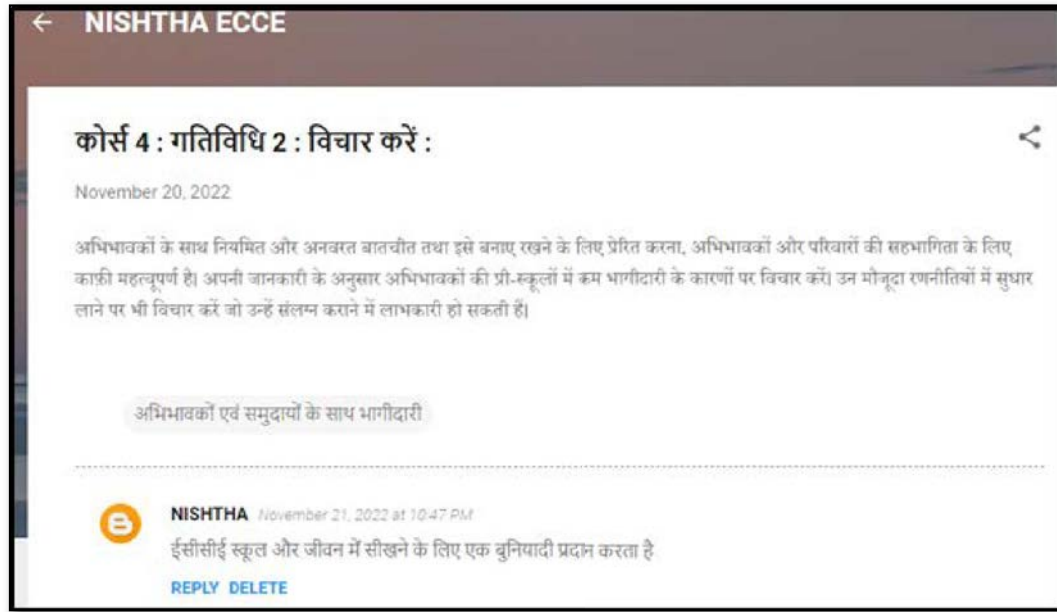 NISHTHA ECCE
कोर्स 4 : गतिविधि 2 : विचार करें :
November 20, 2022
अभिभावकों के साथ नियमित और अनवरत बातचीत तथा इसे बनाए रखने के लिए प्रेरित करना, अभिभावकों और परिवारों की सहभागिता के लिए
काफ़ी महत्वपूर्ण है। अपनी जानकारी के अनुसार अभिभावकों की प्री-स्कूलों में कम भागीदारी के कारणों पर विचार करें। उन मौजूदा रणनीतियों में सुधार
लाने पर भी विचार करें जो उन्हें संलग्न कराने में लाभकारी हो सकती हैं।
अभिभावकों एवं समुदायों के साथ भागीदारी
NISHTHA November 21, 2022 at 10:47 PM
ईसीसीई स्कूल और जीवन में सीखने के लिए एक बुनियादी प्रदान करता है
REPLY DELETE